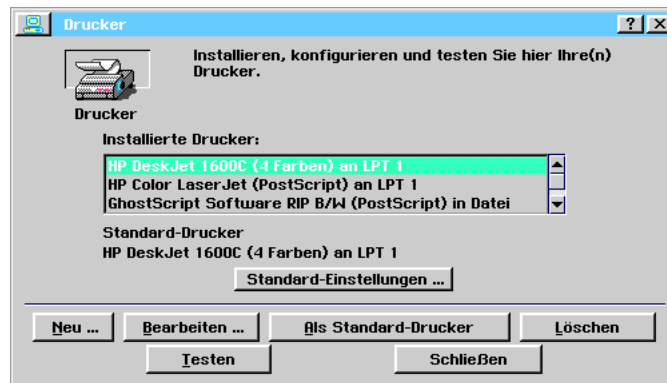 Drucker
Installieren, konfigurieren und testen Sie hier Ihre(n)
Drucker.
Drucker
Installierte Drucker:
HP DeskJet 1600C (4 Farben) an LPT 1
HP Color LaserJet (PostScript) an LPT 1
GhostScript Software RIP B/W (PostScript) in Datei
Standard-Drucker
HP DeskJet 1600C (4 Farben) an LPT 1
Standard-Einstellungen ...
Neu ... Bearbeiten ... Als Standard-Drucker Löschen
Testen Schließen